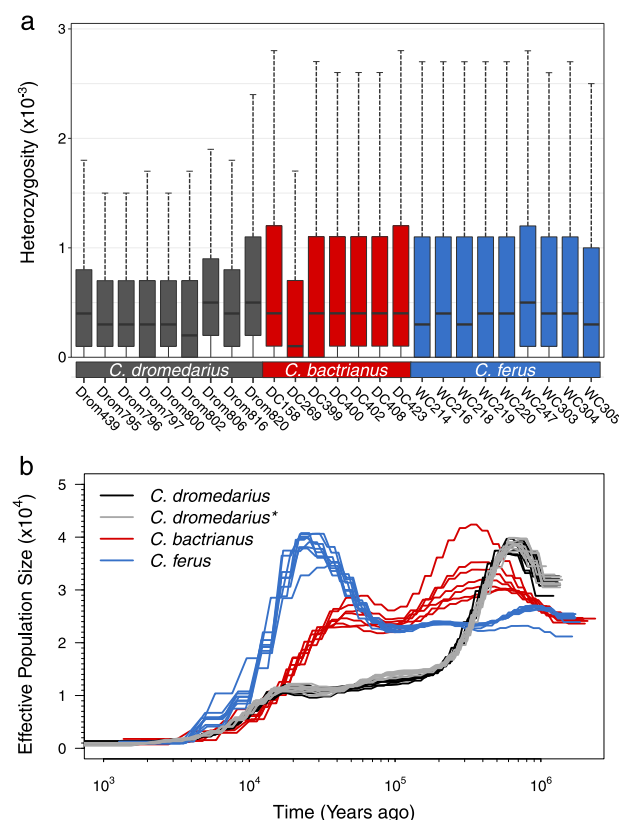 a
Heterozygosity (x10⁻³)
3
2
1
0
C. dromedarius
C. bactrianus
C. ferus
Drom439
Drom795
Drom796
Drom797
Drom800
Drom802
Drom806
Drom816
Drom820
DC158
DC269
DC399
DC400
DC402
DC408
DC423
WC214
WC216
WC218
WC219
WC220
WC247
WC303
WC304
WC305
b
Effective Population Size (x10⁴)
5
4
3
2
1
0
C. dromedarius
C. dromedarius*
C. bactrianus
C. ferus
10³
10⁴
10⁵
10⁶
Time (Years ago)